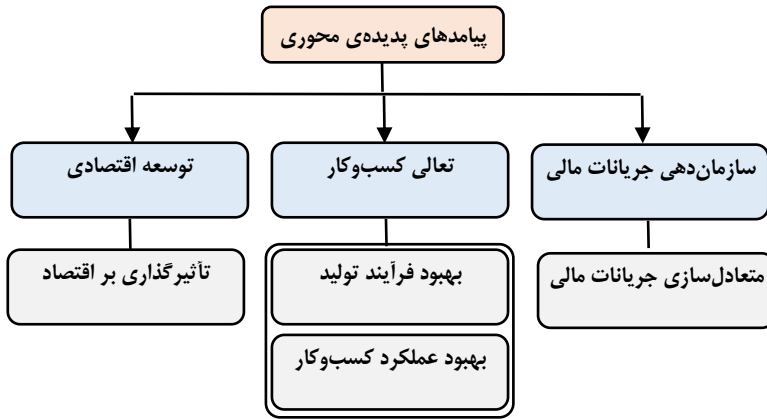 پیامدهای پدیده‌ی محوری
سازمان‌دهی جریانات مالی
تعالی کسب‌وکار
توسعه اقتصادی
متعادل‌سازی جریانات مالی
بهبود فرآیند تولید
تأثیرگذاری بر اقتصاد
بهبود عملکرد کسب‌وکار